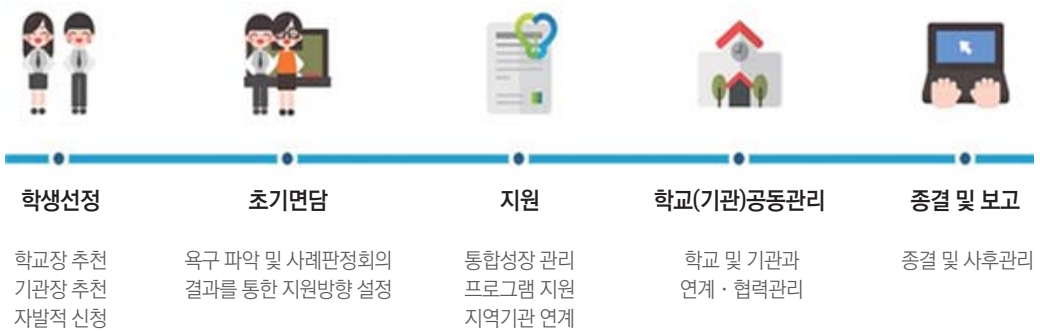 학생선정
학교장 추천
기관장 추천
자발적 신청
초기면담
욕구 파악 및 사례판정회의
결과를 통한 지원방향 설정
지원
통합성장 관리
프로그램 지원
지역기관 연계
학교(기관)공동관리
학교 및 기관과
연계 · 협력관리
종결 및 보고
종결 및 사후관리